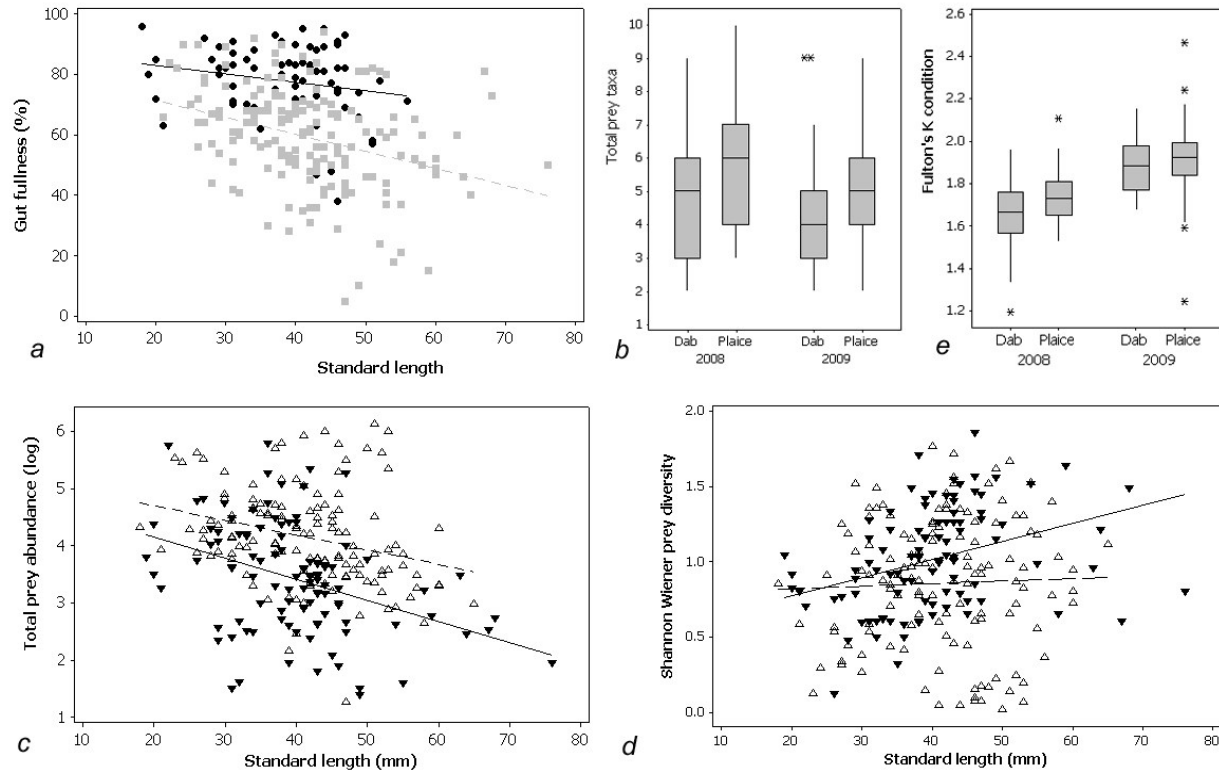 100
80
60
40
20
0
Gut fullness (%)
10 20 30 40 50 60 70 80
Standard length
a
10
9
8
7
6
5
4
3
2
1
Total prey taxa
Dab Plaice Dab Plaice
2008 2009
b
2.6
2.4
2.2
2.0
1.8
1.6
1.4
1.2
Fulton's K condition
Dab Plaice Dab Plaice
2008 2009
e
6
5
4
3
2
1
Total prey abundance (log)
10 20 30 40 50 60 70 80
Standard length (mm)
c
2.0
1.5
1.0
0.5
0.0
Shannon Wiener prey diversity
10 20 30 40 50 60 70 80
Standard length (mm)
d